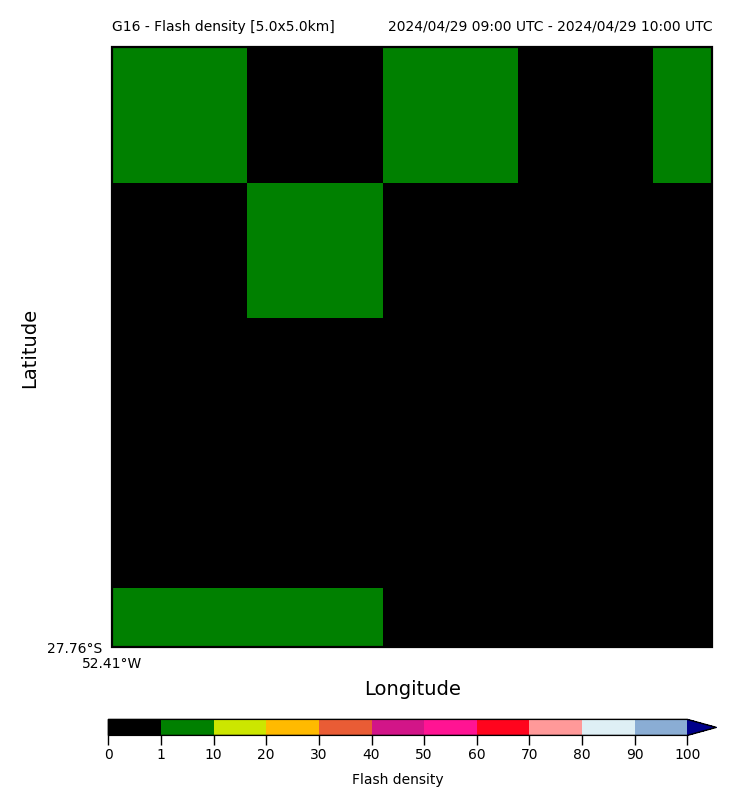 G16 - Flash density [5.0x5.0km] 2024/04/29 09:00 UTC - 2024/04/29 10:00 UTC
Latitude
27.76°S
52.41°W
Longitude
0 1 10 20 30 40 50 60 70 80 90 100
Flash density